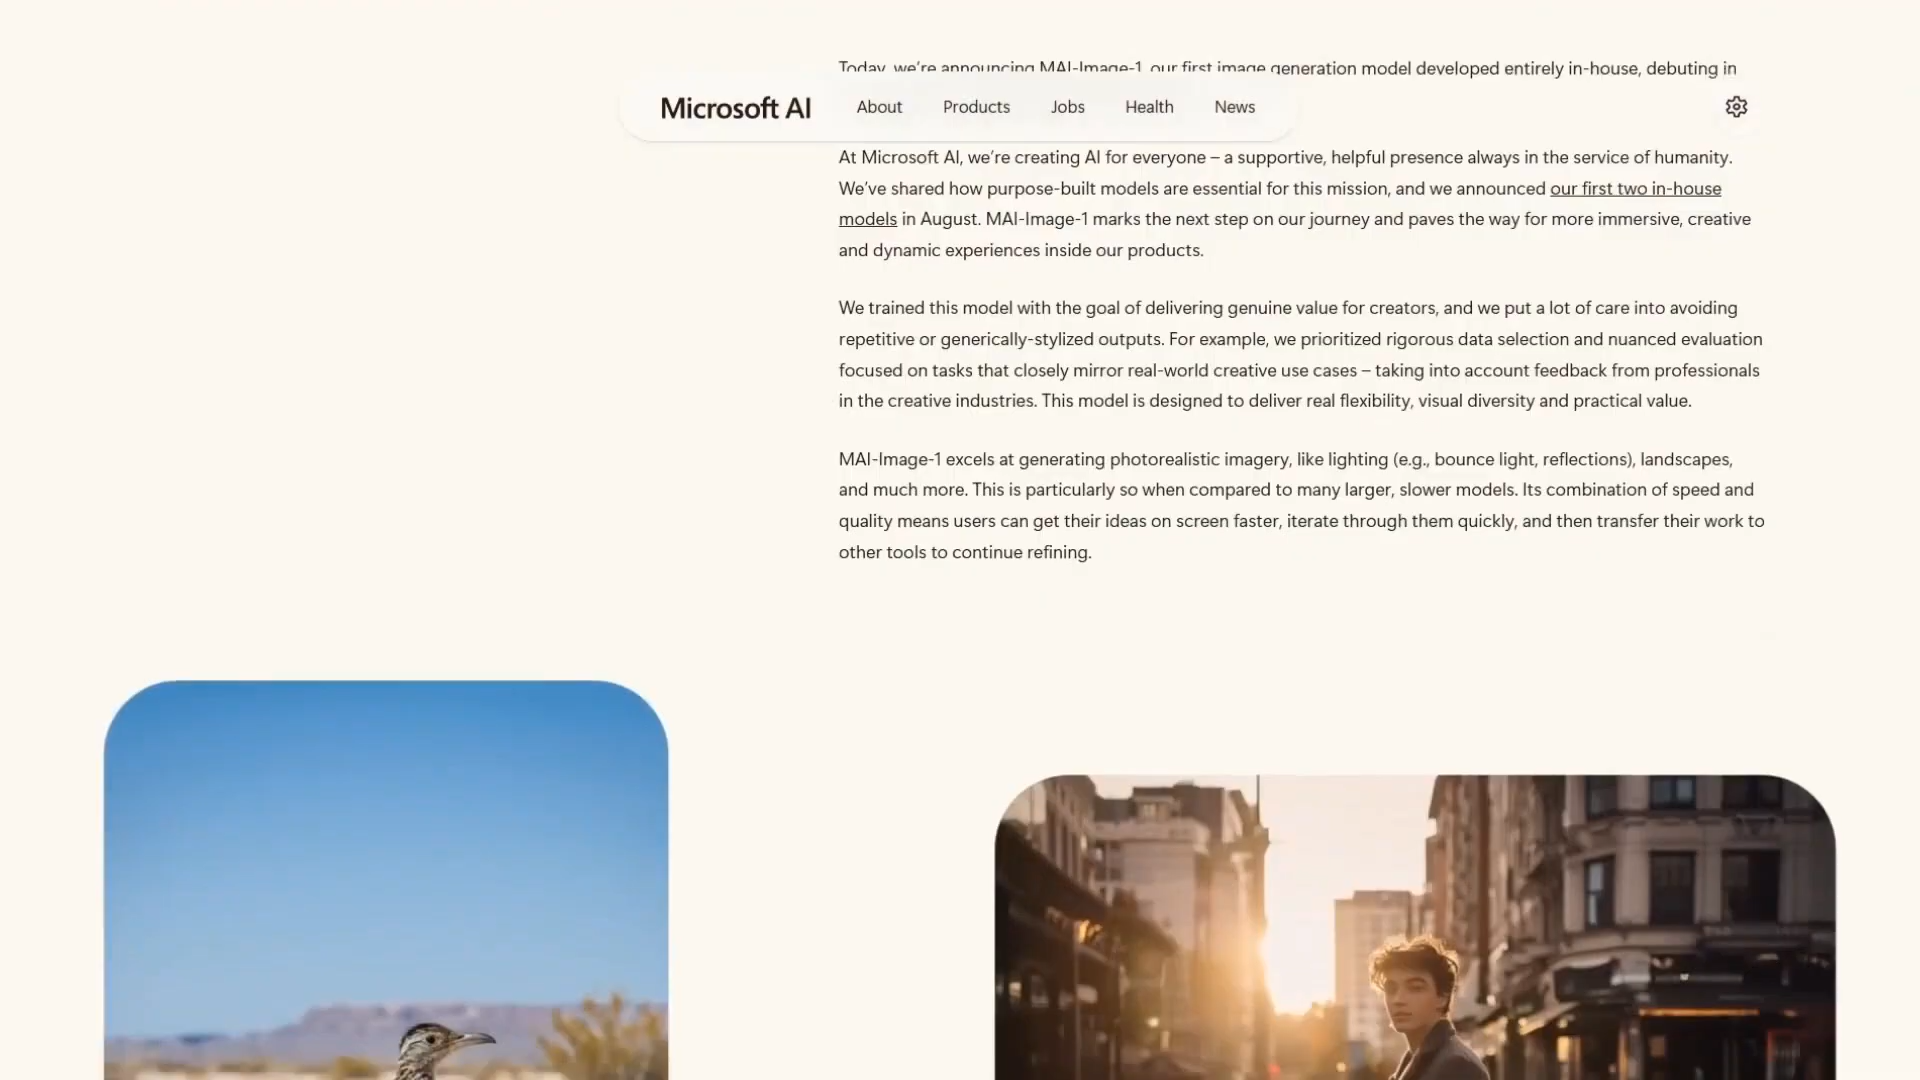 Today, we're announcing MAI-Image-1, our first image generation model developed entirely in-house, debuting in
Microsoft AI
About
Products
Jobs
Health
News
At Microsoft AI, we’re creating AI for everyone – a supportive, helpful presence always in the service of humanity.
We’ve shared how purpose-built models are essential for this mission, and we announced our first two in-house
models in August. MAI-Image-1 marks the next step on our journey and paves the way for more immersive, creative
and dynamic experiences inside our products.
We trained this model with the goal of delivering genuine value for creators, and we put a lot of care into avoiding
repetitive or generically-stylized outputs. For example, we prioritized rigorous data selection and nuanced evaluation
focused on tasks that closely mirror real-world creative use cases – taking into account feedback from professionals
in the creative industries. This model is designed to deliver real flexibility, visual diversity and practical value.
MAI-Image-1 excels at generating photorealistic imagery, like lighting (e.g., bounce light, reflections), landscapes,
and much more. This is particularly so when compared to many larger, slower models. Its combination of speed and
quality means users can get their ideas on screen faster, iterate through them quickly, and then transfer their work to
other tools to continue refining.